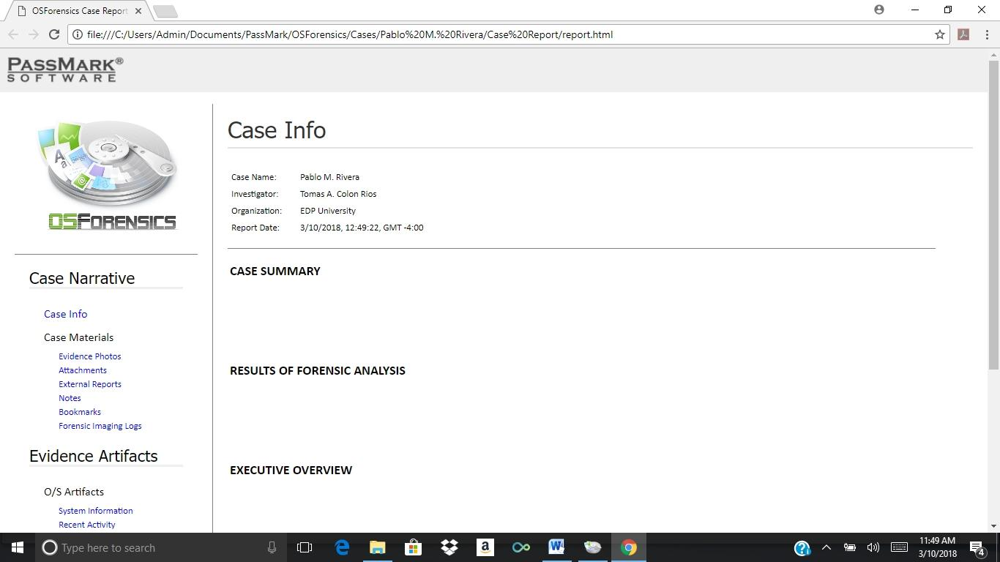 OSForensics Case Report
file:///C:/Users/Admin/Documents/PassMark/OSForensics/Cases/Pablo%20M.%20Rivera/Case%20Report/report.html
PASSMARK®
SOFTWARE
A
a
@
OSFORENSICS
Case Narrative
Case Info
Case Materials
Evidence Photos
Attachments
External Reports
Notes
Bookmarks
Forensic Imaging Logs
Evidence Artifacts
O/S Artifacts
System Information
Recent Activity
Case Info
Case Name: Pablo M. Rivera
Investigator: Tomas A. Colon Rios
Organization: EDP University
Report Date: 3/10/2018, 12:49:22, GMT -4:00
CASE SUMMARY
RESULTS OF FORENSIC ANALYSIS
EXECUTIVE OVERVIEW
Type here to search
11:49 AM
3/10/2018
4